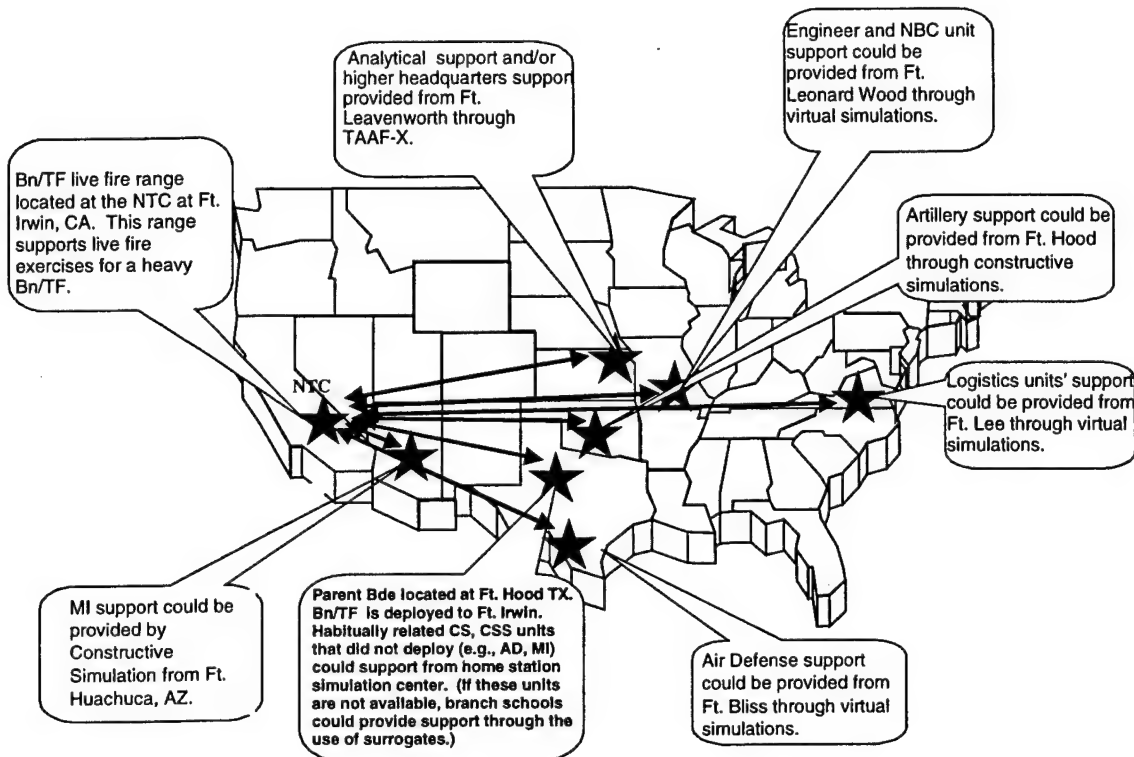 Analytical support and/or
higher headquarters support
provided from Ft.
Leavenworth through
TAAF-X.
Engineer and NBC unit
support could be
provided from Ft.
Leonard Wood through
virtual simulations.
Bn/TF live fire range
located at the NTC at Ft.
Irwin, CA. This range
supports live fire
exercises for a heavy
Bn/TF.
Artillery support could be
provided from Ft. Hood
through constructive
simulations.
NTC
Logistics units' support
could be provided from
Ft. Lee through virtual
simulations.
MI support could be
provided by
Constructive
Simulation from Ft.
Huachuca, AZ.
Parent Bde located at Ft. Hood TX.
Bn/TF is deployed to Ft. Irwin.
Habitually related CS, CSS units
that did not deploy (e.g., AD, MI)
could support from home station
simulation center. (If these units
are not available, branch schools
could provide support through the
use of surrogates.)
Air Defense support
could be provided from
Ft. Bliss through virtual
simulations.